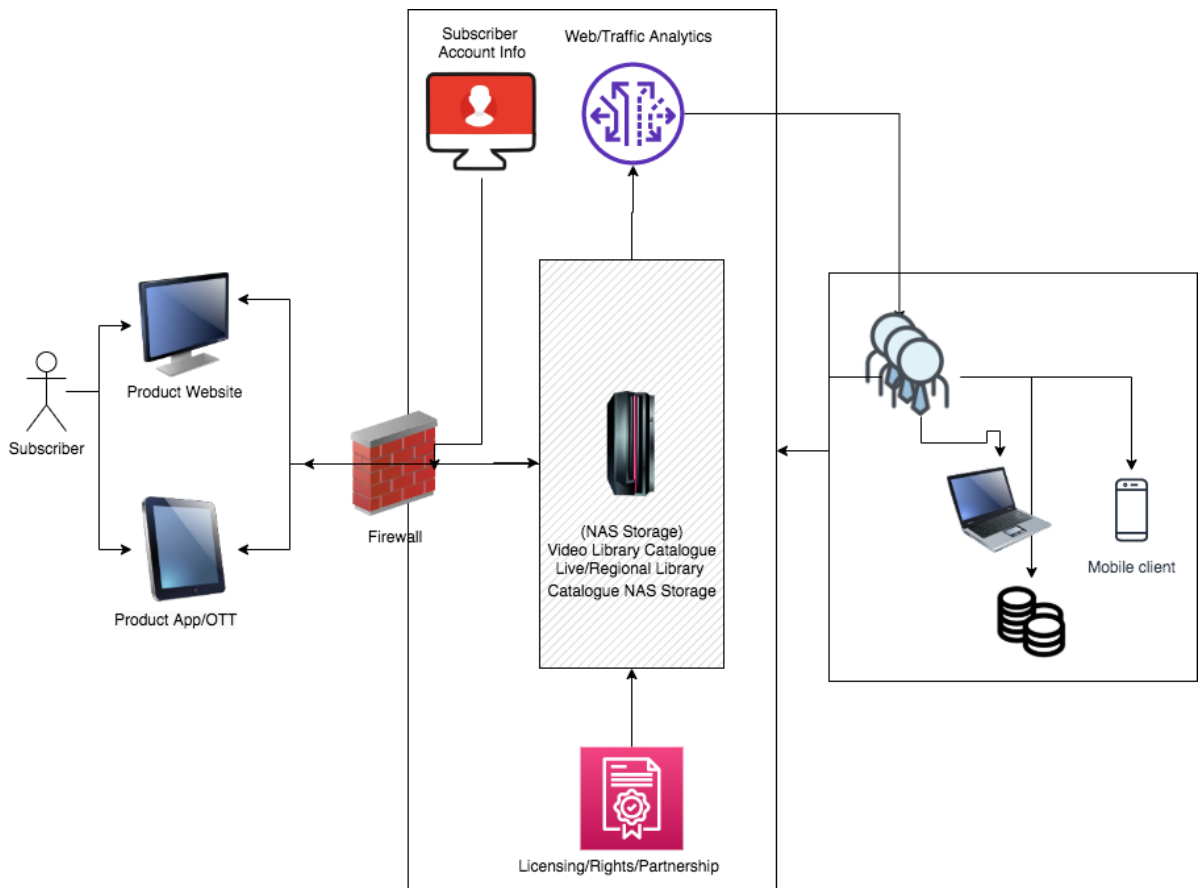 Subscriber
Account Info
Web/Traffic Analytics
Product Website
Subscriber
Firewall
Product App/OTT
(NAS Storage)
Video Library Catalogue
Live/Regional Library
Catalogue NAS Storage
Mobile client
Licensing/Rights/Partnership